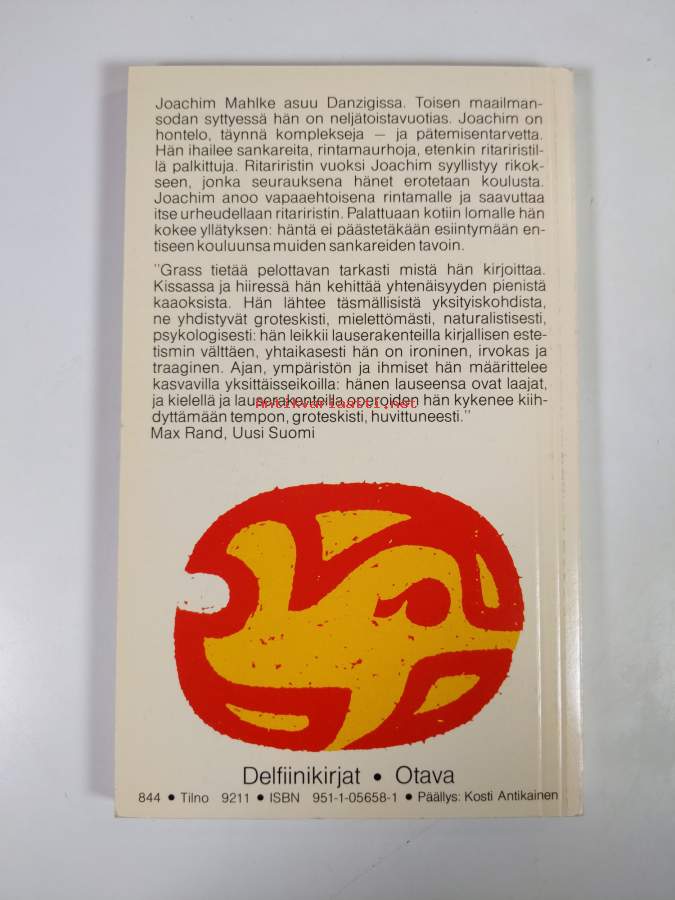 Joachim Mahlke asuu Danzigissa. Toisen maailman-
sodan syttyessä hän on neljätoistavuotias. Joachim on
hontelo, täynnä komplekseja — ja pätemisentarvetta.
Hän ihailee sankareita, rintamaurhoja, etenkin ritariristil-
lä palkittuja. Ritariristin vuoksi Joachim syyllistyy rikok-
seen, jonka seurauksena hänet erotetaan koulusta.
Joachim anoo vapaaehtoisena rintamalle ja saavuttaa
itse urheudellaan ritariristin. Palattuaan kotiin lomalle hän
kokee yllätyksen: häntä ei päästetäkään esiintymään en-
tiseen kouluunsa muiden sankareiden tavoin.
"Grass tietää pelottavan tarkasti mistä hän kirjoittaa.
Kissassa ja hiiressä hän kehittää yhtenäisyyden pienistä
kaaoksista. Hän lähtee täsmällisistä yksityiskohdista,
ne yhdistyvät groteskisti, mielettömästi, naturalistisesti,
psykologisesti: hän leikkii lauserakenteilla kirjallisen este-
tismin välttäen, yhtaikasesti hän on ironinen, irvokas ja
traaginen. Ajan, ympäristön ja ihmiset hän määrittelee
kasvavilla yksittäisseikoilla: hänen lauseensa ovat laajat,
ja kielellä ja lauserakenteilla operoiden hän kykenee kiih-
Antikvariaatti.net
dyttämään tempon, groteskisti, huvittuneesti."
Max Rand, Uusi Suomi
Delfiinikirjat • Otava
844 • Tilno 9211 • ISBN 951-1-05658-1 • Päällys: Kosti Antikainen